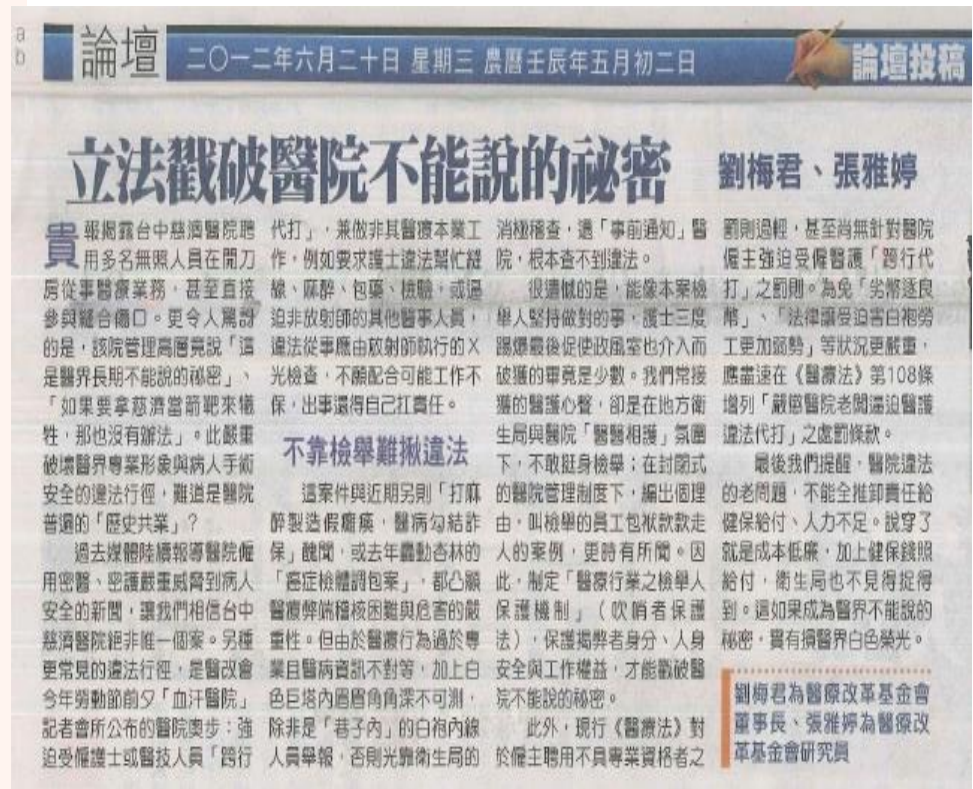 a
b
論壇 二〇一二年六月二十日 星期三 農曆壬辰年五月初二日 論壇投稿
立法戳破醫院不能說的祕密
劉梅君、張雅婷
貴報揭露台中慈濟醫院聘
用多名無照人員在開刀
房從事醫療業務，甚至直接
參與縫合傷口。更令人驚訝
的是，該院管理高層竟說「這
是醫界長期不能說的祕密」、
「如果要拿慈濟當箭靶來犧
牲，那也沒有辦法」。此嚴重
破壞醫界專業形象與病人手術
安全的違法行徑，難道是醫院
普遍的「歷史共業」？
過去媒體陸續報導醫院僱
用密醫、密護嚴重威脅到病人
安全的新聞，讓我們相信台中
慈濟醫院絕非唯一個案。另種
更常見的違法行徑，是醫改會
今年勞動節前夕「血汗醫院」
記者會所公布的醫院奧步：強
迫受僱護士或醫技人員「跨行
代打」，兼做非其醫療本業工
作，例如要求護士違法幫忙縫
線、麻醉、包藥、檢驗，或逼
迫非放射師的其他醫事人員，
違法從事應由放射師執行的X
光檢查，不願配合可能工作不
保，出事還得自己扛責任。
不靠檢舉難揪違法
這案件與近期另則「打麻
醉製造假癱瘓，醫病勾結詐
保」醜聞，或去年轟動杏林的
「癌症檢體調包案」，都凸顯
醫療弊端稽核困難與危害的嚴
重性。但由於醫療行為過於專
業且醫病資訊不對等，加上白
色巨塔內眉眉角角深不可測，
除非是「巷子內」的白袍內線
人員舉報，否則光靠衛生局的
消極稽查，還「事前通知」醫
院，根本查不到違法。
很遺憾的是，能像本案檢
舉人堅持做對的事，護士三度
踢爆最後促使政風室也介入而
破獲的畢竟是少數。我們常接
獲的醫護心聲，卻是在地方衛
生局與醫院「醫醫相護」氛圍
下，不敢挺身檢舉；在封閉式
的醫院管理制度下，編出個理
由，叫檢舉的員工包袱款款走
人的案例，更時有所聞。因
此，制定「醫療行業之檢舉人
保護機制」（吹哨者保護
法），保護揭弊者身分、人身
安全與工作權益，才能戳破醫
院不能說的祕密。
此外，現行《醫療法》對
於僱主聘用不具專業資格者之
罰則過輕，甚至尚無針對醫院
僱主強迫受僱醫護「跨行代
打」之罰則。為免「劣幣逐良
幣」、「法律讓受迫害白袍勞
工更加弱勢」等狀況更嚴重，
應盡速在《醫療法》第108條
增列「嚴懲醫院老闆逼迫醫護
違法代打」之處罰條款。
最後我們提醒，醫院違法
的老問題，不能全推卸責任給
健保給付、人力不足。說穿了
就是成本低廉，加上健保錢照
給付，衛生局也不見得捉得
到。這如果成為醫界不能說的
祕密，實有損醫界白色榮光。
劉梅君為醫療改革基金會
董事長、張雅婷為醫療改
革基金會研究員